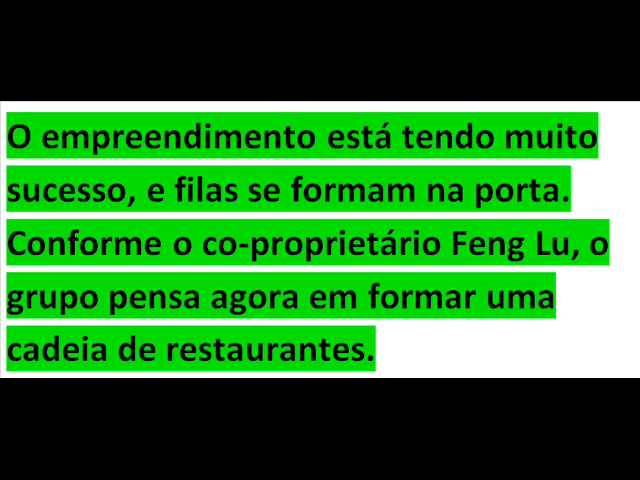 O empreendimento está tendo muito
sucesso, e filas se formam na porta.
Conforme o co-proprietário Feng Lu, o
grupo pensa agora em formar uma
cadeia de restaurantes.